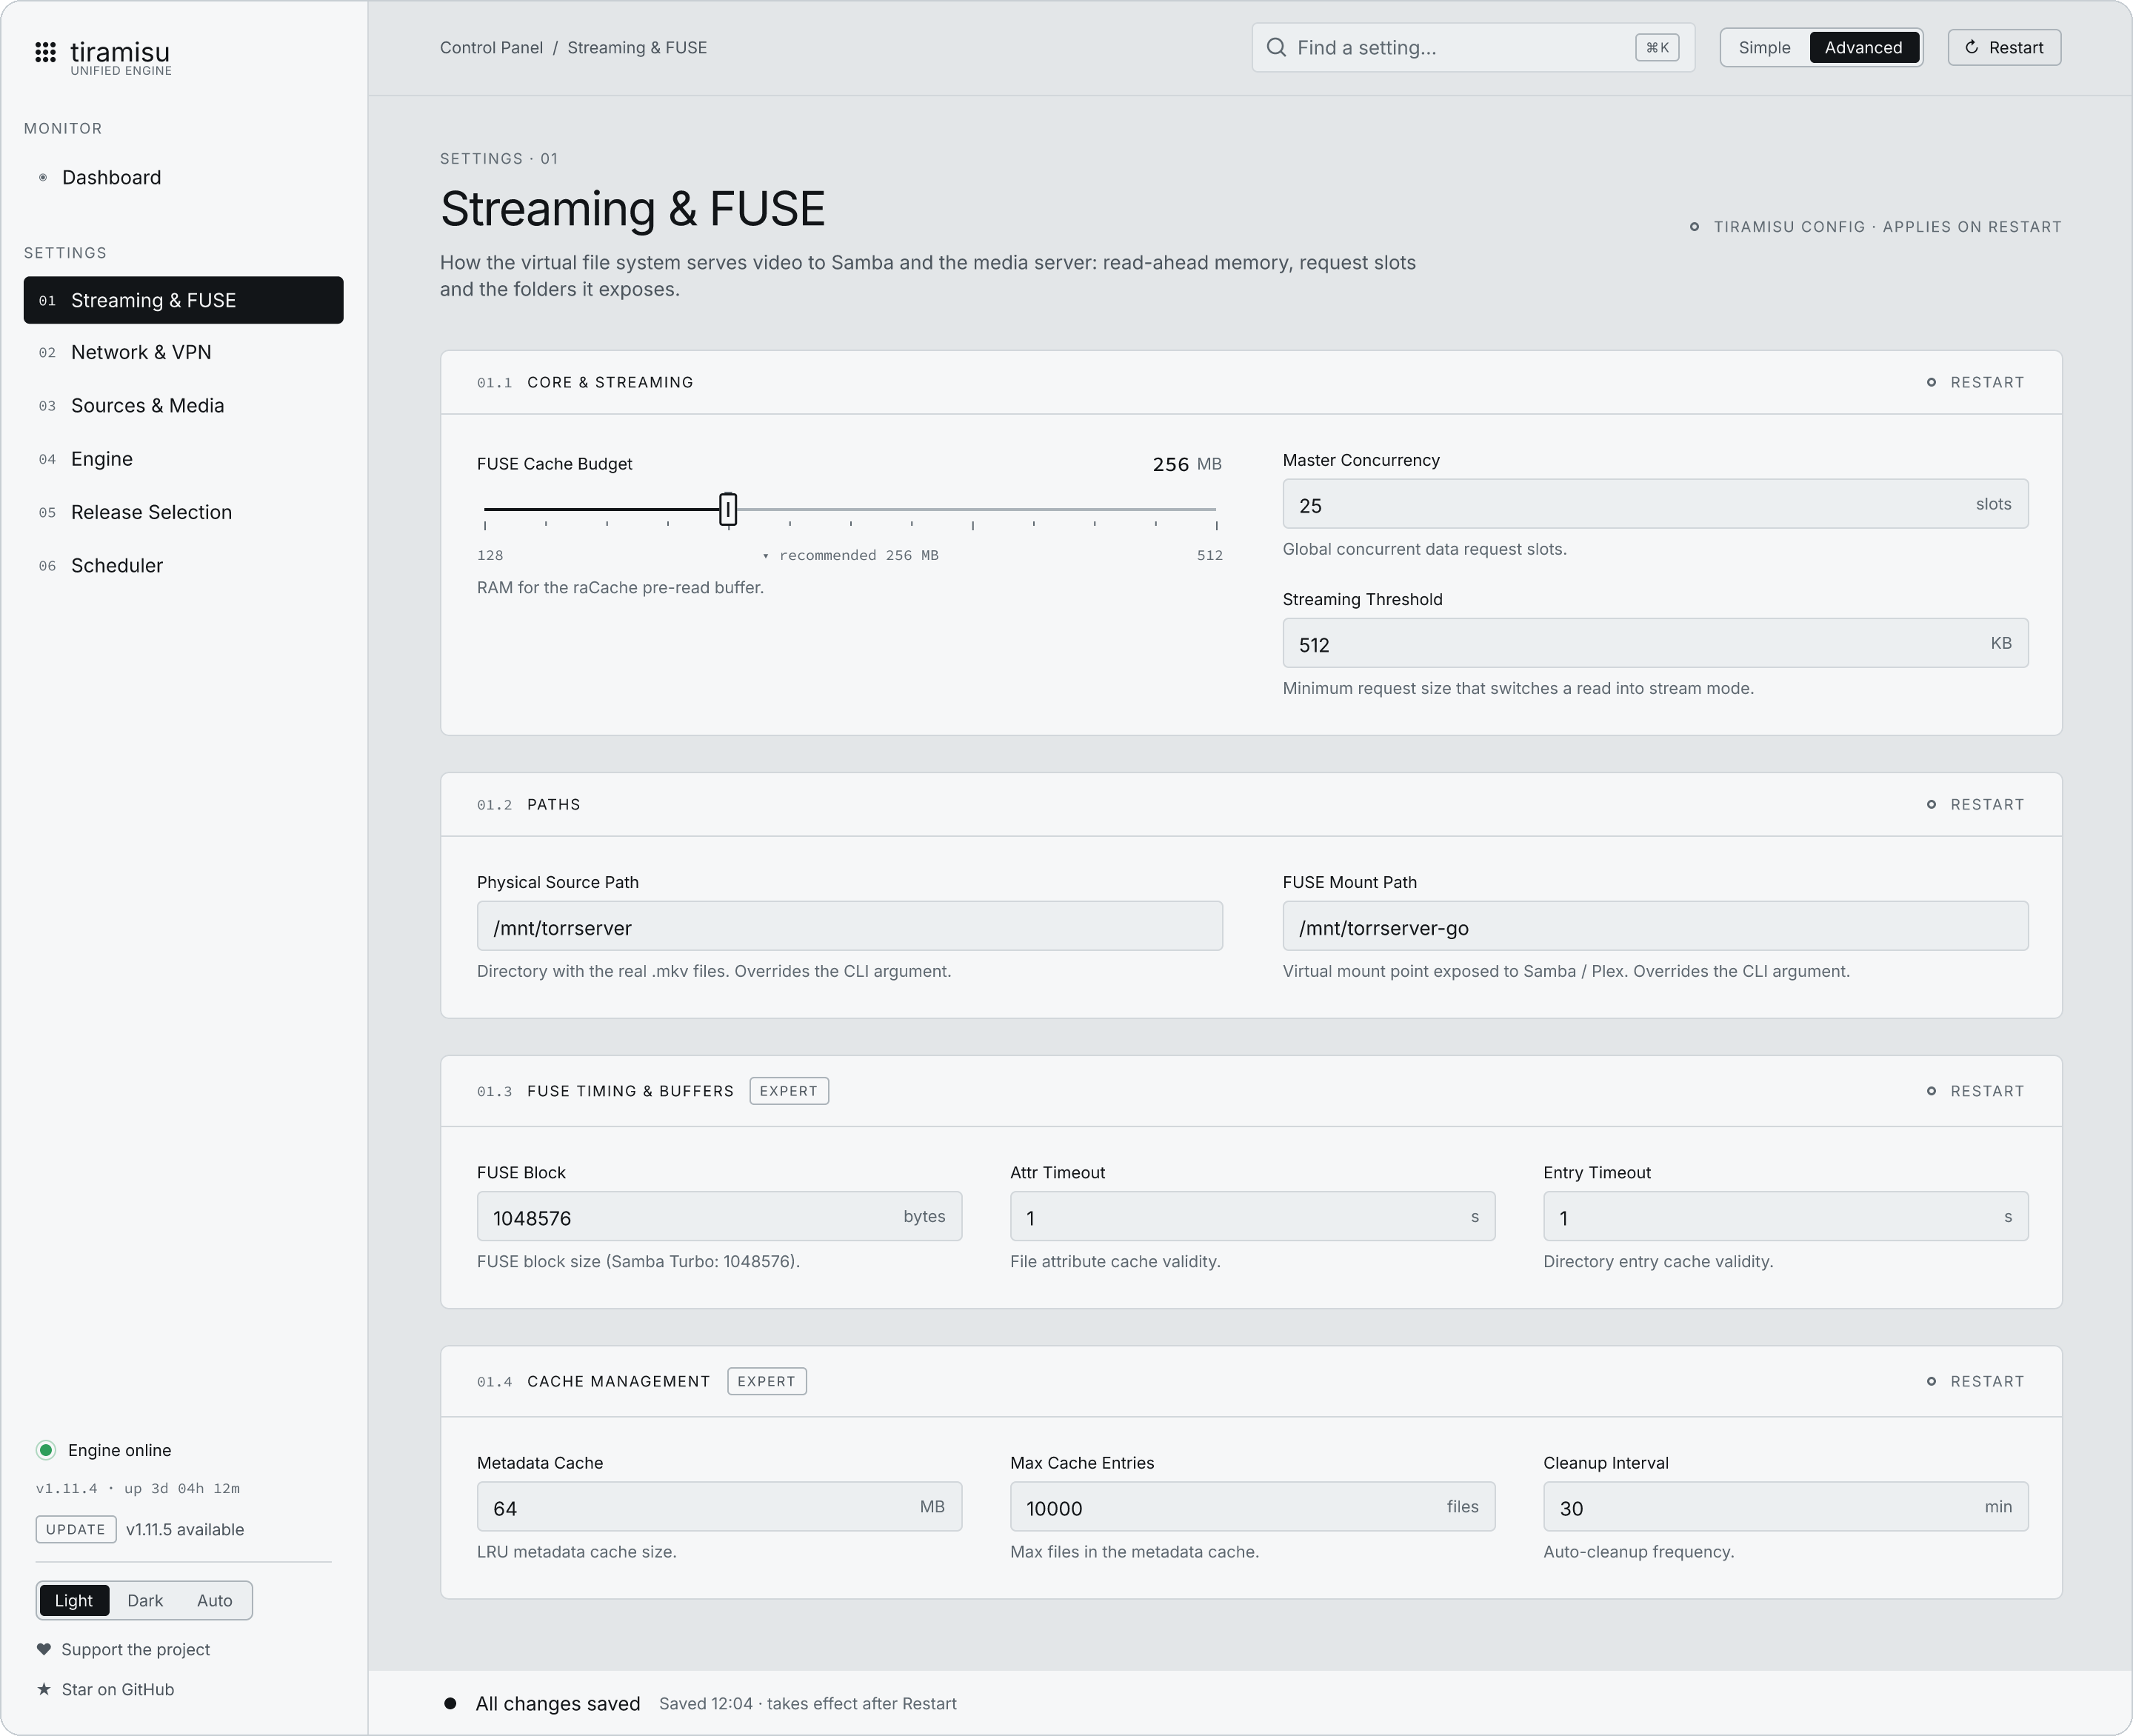 tiramisu
UNIFIED ENGINE
MONITOR
Dashboard
SETTINGS
01 Streaming & FUSE
02 Network & VPN
03 Sources & Media
04 Engine
05 Release Selection
06 Scheduler
Engine online
v1.11.4 · up 3d 04h 12m
UPDATE v1.11.5 available
Light Dark Auto
Support the project
Star on GitHub
Control Panel / Streaming & FUSE
Find a setting... ⌘K
Simple Advanced
Restart
SETTINGS · 01
Streaming & FUSE
TIRAMISU CONFIG · APPLIES ON RESTART
How the virtual file system serves video to Samba and the media server: read-ahead memory, request slots
and the folders it exposes.
01.1 CORE & STREAMING RESTART
FUSE Cache Budget 256 MB
128 ▾ recommended 256 MB 512
RAM for the raCache pre-read buffer.
Master Concurrency
25 slots
Global concurrent data request slots.
Streaming Threshold
512 KB
Minimum request size that switches a read into stream mode.
01.2 PATHS RESTART
Physical Source Path
/mnt/torrserver
Directory with the real .mkv files. Overrides the CLI argument.
FUSE Mount Path
/mnt/torrserver-go
Virtual mount point exposed to Samba / Plex. Overrides the CLI argument.
01.3 FUSE TIMING & BUFFERS EXPERT RESTART
FUSE Block
1048576 bytes
FUSE block size (Samba Turbo: 1048576).
Attr Timeout
1 s
File attribute cache validity.
Entry Timeout
1 s
Directory entry cache validity.
01.4 CACHE MANAGEMENT EXPERT RESTART
Metadata Cache
64 MB
LRU metadata cache size.
Max Cache Entries
10000 files
Max files in the metadata cache.
Cleanup Interval
30 min
Auto-cleanup frequency.
All changes saved Saved 12:04 · takes effect after Restart